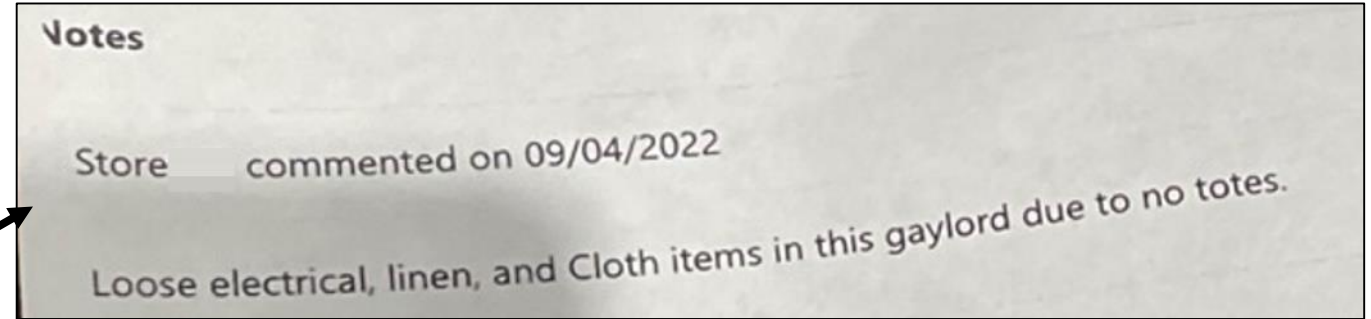 Notes
Store commented on 09/04/2022
Loose electrical, linen, and Cloth items in this gaylord due to no totes.